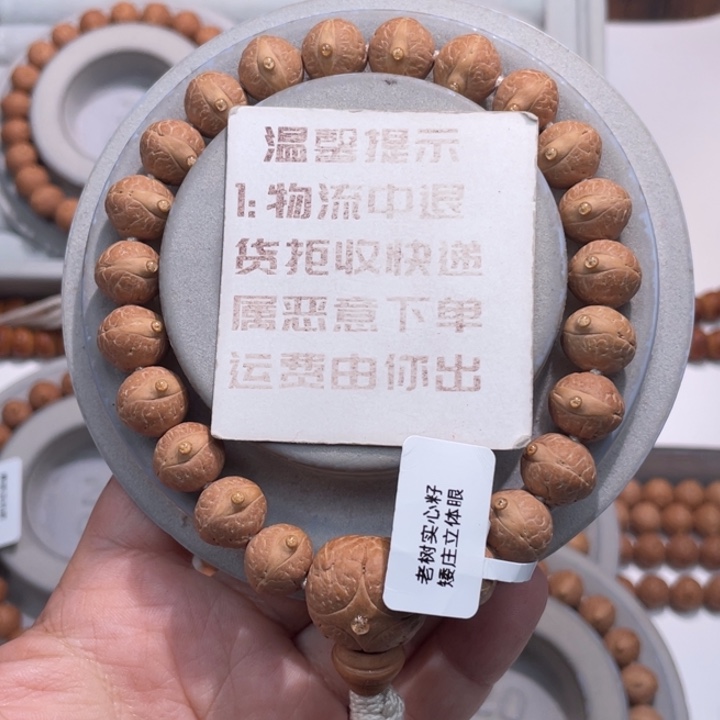 温馨提示
1:物流中退
货拒收快递
属恶意下单
运费由你出
老树实心籽
矮庄立体眼